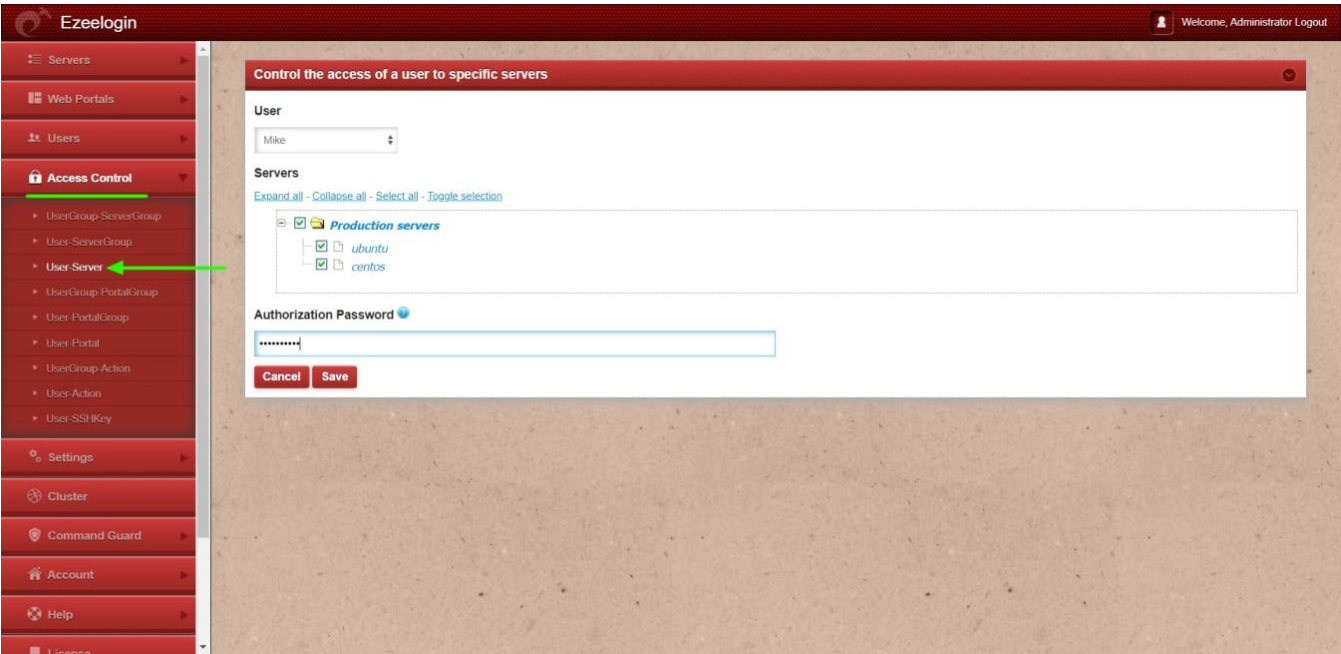 Ezeelogin
Welcome, Administrator Logout
Servers
Web Portals
Users
Access Control
UserGroup-ServerGroup
User-ServerGroup
User-Server
UserGroup-PortalGroup
User-PortalGroup
User-Portal
UserGroup-Action
User-Action
User-SSHKey
Settings
Cluster
Command Guard
Account
Help
License
Control the access of a user to specific servers
User
Mike
Servers
Expand all - Collapse all - Select all - Toggle selection
Production servers
ubuntu
centos
Authorization Password
••••••••••
Cancel Save